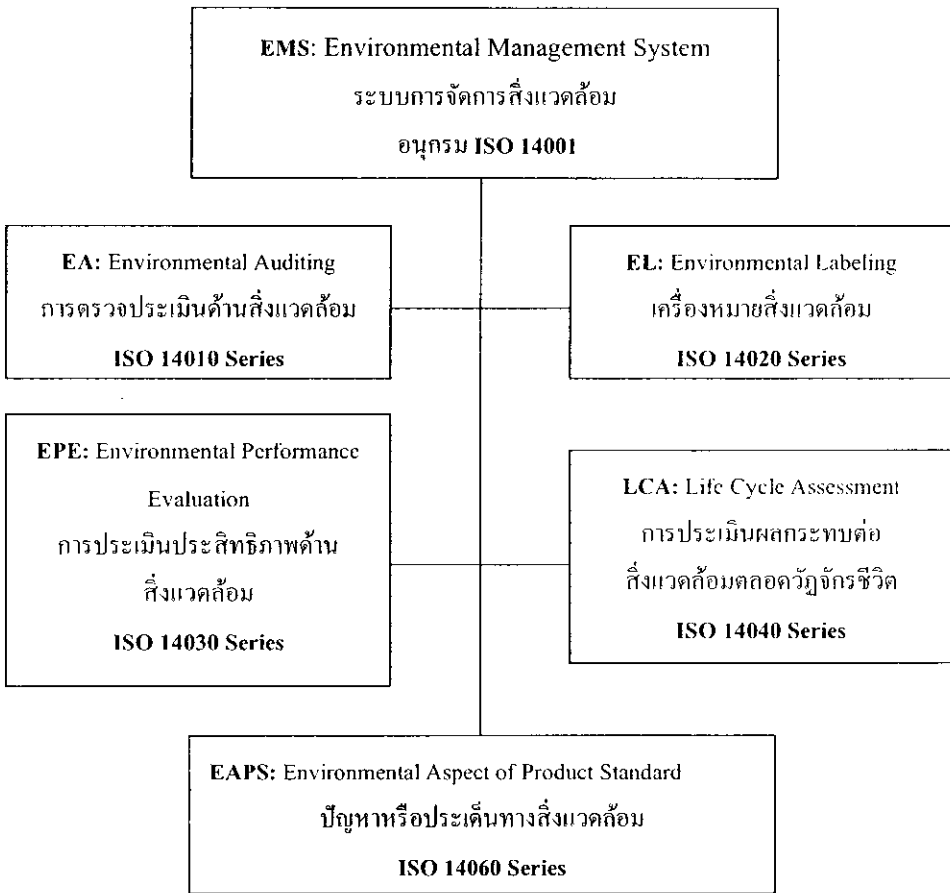 EMS: Environmental Management System
ระบบการจัดการสิ่งแวดล้อม
อนุกรม ISO 14001
EA: Environmental Auditing
การตรวจประเมินด้านสิ่งแวดล้อม
ISO 14010 Series
EL: Environmental Labeling
เครื่องหมายสิ่งแวดล้อม
ISO 14020 Series
EPE: Environmental Performance
Evaluation
การประเมินประสิทธิภาพด้าน
สิ่งแวดล้อม
ISO 14030 Series
LCA: Life Cycle Assessment
การประเมินผลกระทบต่อ
สิ่งแวดล้อมตลอดวัฏจักรชีวิต
ISO 14040 Series
EAPS: Environmental Aspect of Product Standard
ปัญหาหรือประเด็นทางสิ่งแวดล้อม
ISO 14060 Series